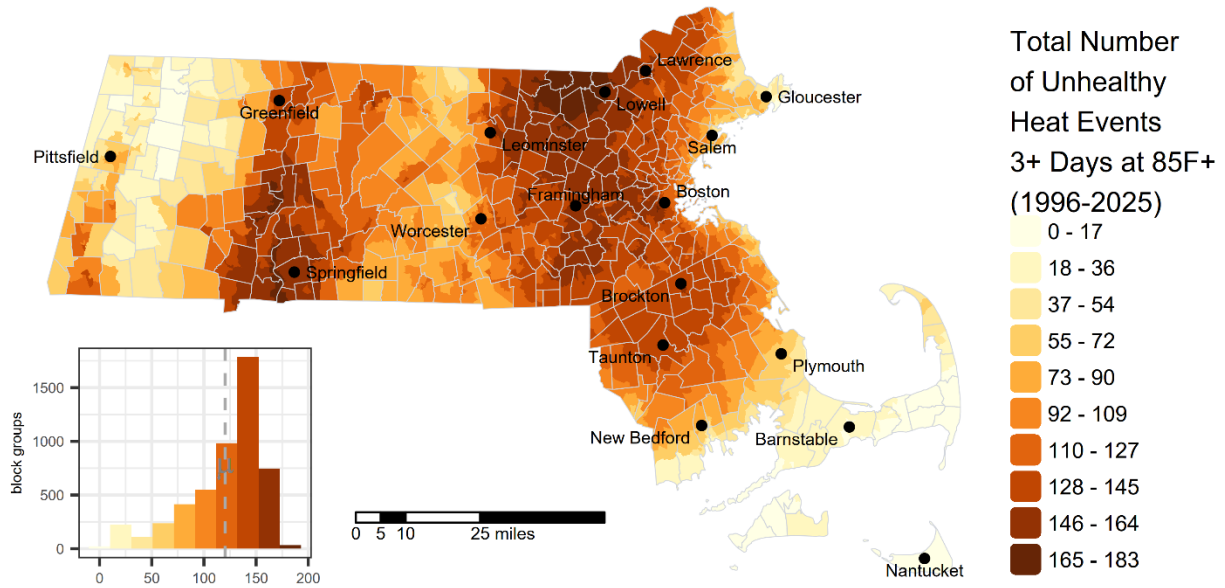 Lawrence
Lowell
Gloucester
Greenfield
Leominster
Salem
Pittsfield
Framingham
Boston
Worcester
Springfield
Brockton
Taunton
Plymouth
New Bedford
Barnstable
Nantucket
Total Number
of Unhealthy
Heat Events
3+ Days at 85F+
(1996-2025)
0 - 17
18 - 36
37 - 54
55 - 72
73 - 90
92 - 109
110 - 127
128 - 145
146 - 164
165 - 183
block groups
1500
1000
500
0
0 50 100 150 200
0 5 10 25 miles